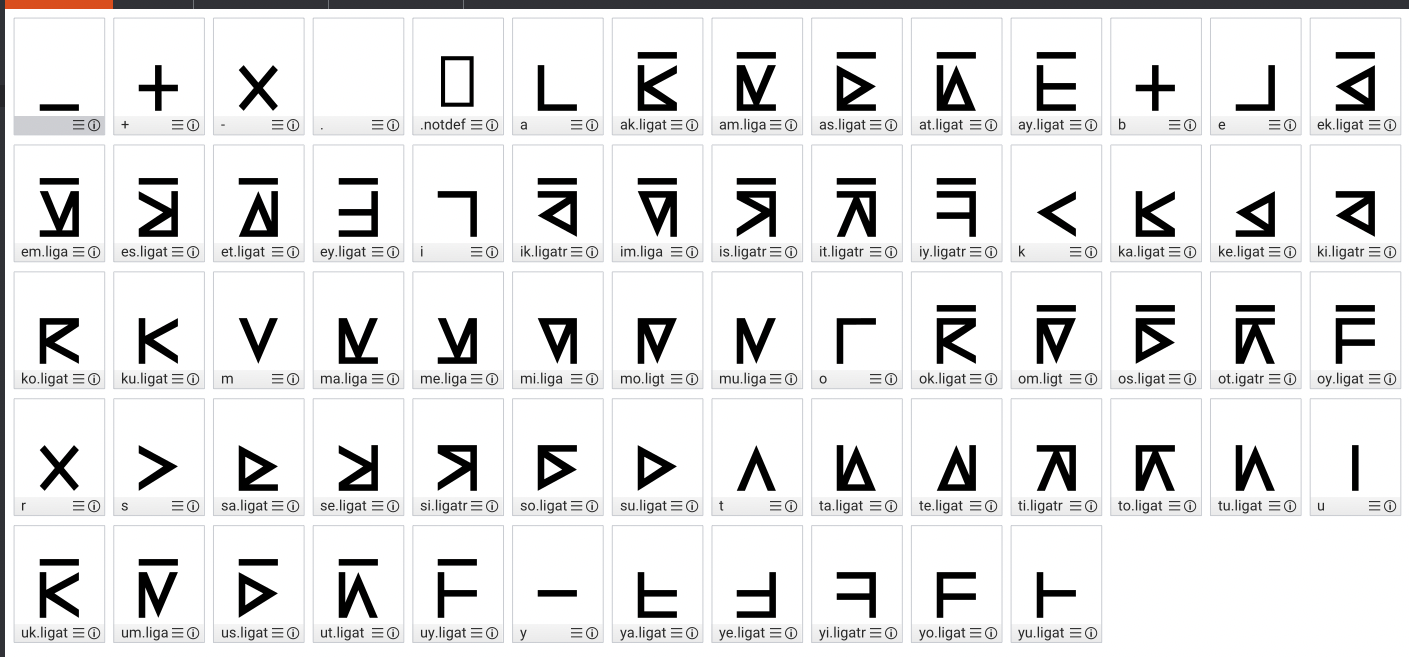 + - . .notdef a ak.ligat am.liga as.ligat at.ligat ay.ligat b e ek.ligat
em.liga es.ligat et.ligat ey.ligat i ik.ligatr im.liga is.ligatr it.ligatr iy.ligatr k ka.ligat ke.ligat ki.ligatr
ko.ligat ku.ligat m ma.liga me.liga mi.liga mo.ligt mu.liga o ok.ligat om.ligt os.ligat ot.igatr oy.ligat
r s sa.ligat se.ligat si.ligatr so.ligat su.ligat t ta.ligat te.ligat ti.ligatr to.ligat tu.ligat u
uk.ligat um.liga us.ligat ut.ligat uy.ligat y ya.ligat ye.ligat yi.ligatr yo.ligat yu.ligat